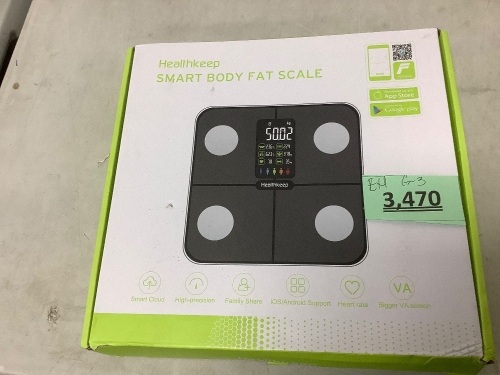 Healthkeep
SMART BODY FAT SCALE
App Store
Google play
50.02
Healthkeep
G-3
3,470
Smart Cloud
High-precision
Family Share
IOS/Android Support
Heart rate
VA
Bigger VA screen